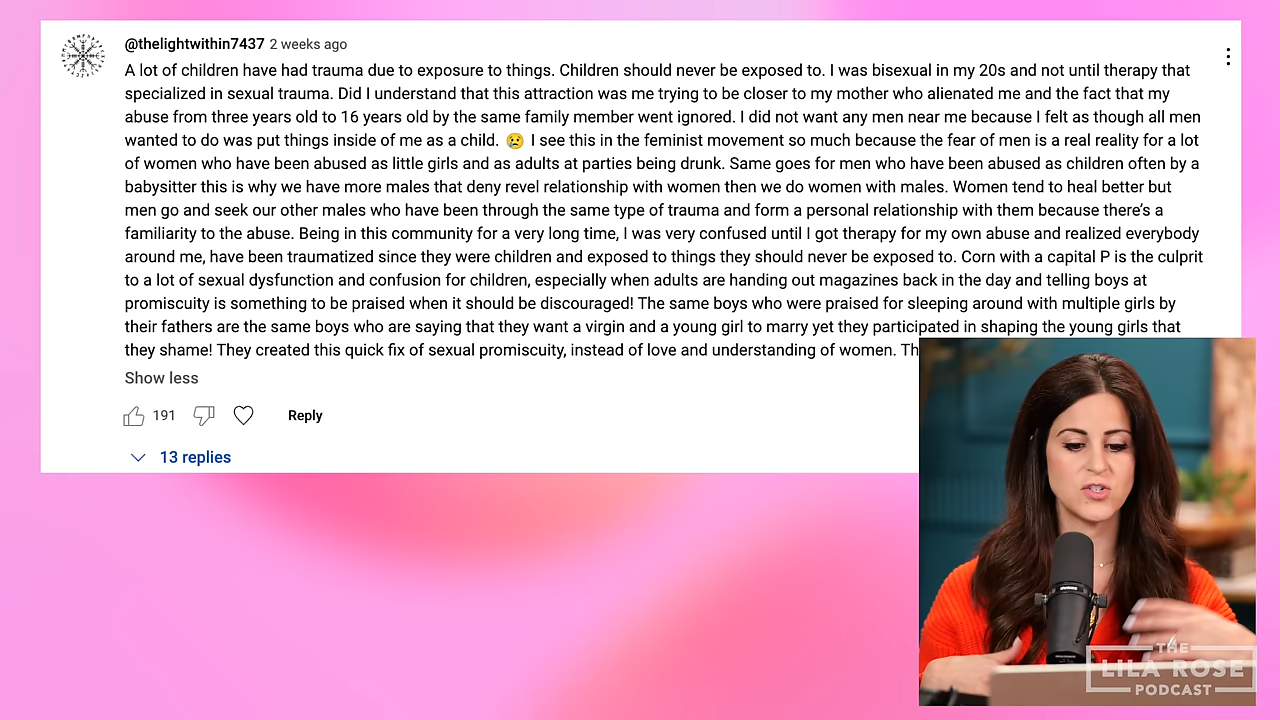 @thelightwithin7437 2 weeks ago
A lot of children have had trauma due to exposure to things. Children should never be exposed to. I was bisexual in my 20s and not until therapy that
specialized in sexual trauma. Did I understand that this attraction was me trying to be closer to my mother who alienated me and the fact that my
abuse from three years old to 16 years old by the same family member went ignored. I did not want any men near me because I felt as though all men
wanted to do was put things inside of me as a child. 😢 I see this in the feminist movement so much because the fear of men is a real reality for a lot
of women who have been abused as little girls and as adults at parties being drunk. Same goes for men who have been abused as children often by a
babysitter this is why we have more males that deny revel relationship with women then we do women with males. Women tend to heal better but
men go and seek our other males who have been through the same type of trauma and form a personal relationship with them because there's a
familiarity to the abuse. Being in this community for a very long time, I was very confused until I got therapy for my own abuse and realized everybody
around me, have been traumatized since they were children and exposed to things they should never be exposed to. Corn with a capital P is the culprit
to a lot of sexual dysfunction and confusion for children, especially when adults are handing out magazines back in the day and telling boys at
promiscuity is something to be praised when it should be discouraged! The same boys who were praised for sleeping around with multiple girls by
their fathers are the same boys who are saying that they want a virgin and a young girl to marry yet they participated in shaping the young girls that
they shame! They created this quick fix of sexual promiscuity, instead of love and understanding of women. Th
Show less
191 Reply
13 replies
THE
LILA ROSE
PODCAST